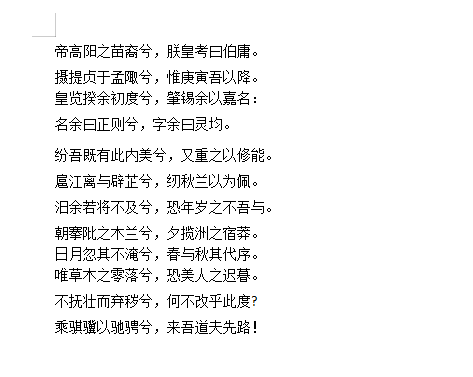 帝高阳之苗裔兮，朕皇考曰伯庸。
摄提贞于孟陬兮，惟庚寅吾以降。
皇览揆余初度兮，肇锡余以嘉名：
名余曰正则兮，字余曰灵均。
纷吾既有此内美兮，又重之以修能。
扈江离与辟芷兮，纫秋兰以为佩。
汩余若将不及兮，恐年岁之不吾与。
朝搴阰之木兰兮，夕揽洲之宿莽。
日月忽其不淹兮，春与秋其代序。
唯草木之零落兮，恐美人之迟暮。
不抚壮而弃秽兮，何不改乎此度?
乘骐骥以驰骋兮，来吾道夫先路！